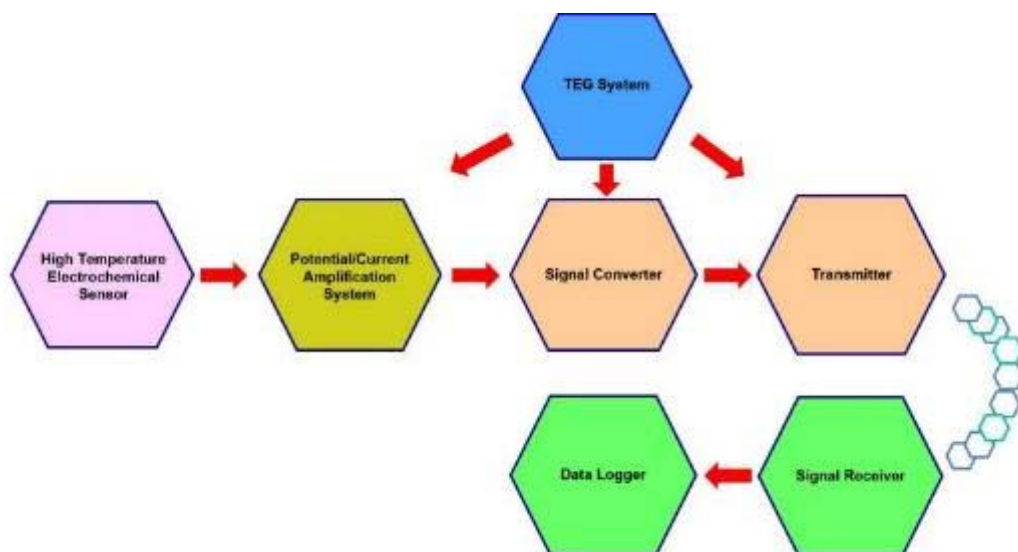 TEG System
High Temperature
Electrochemical
Sensor
Potential/Current
Amplification
System
Signal Converter
Transmitter
Data Logger
Signal Receiver